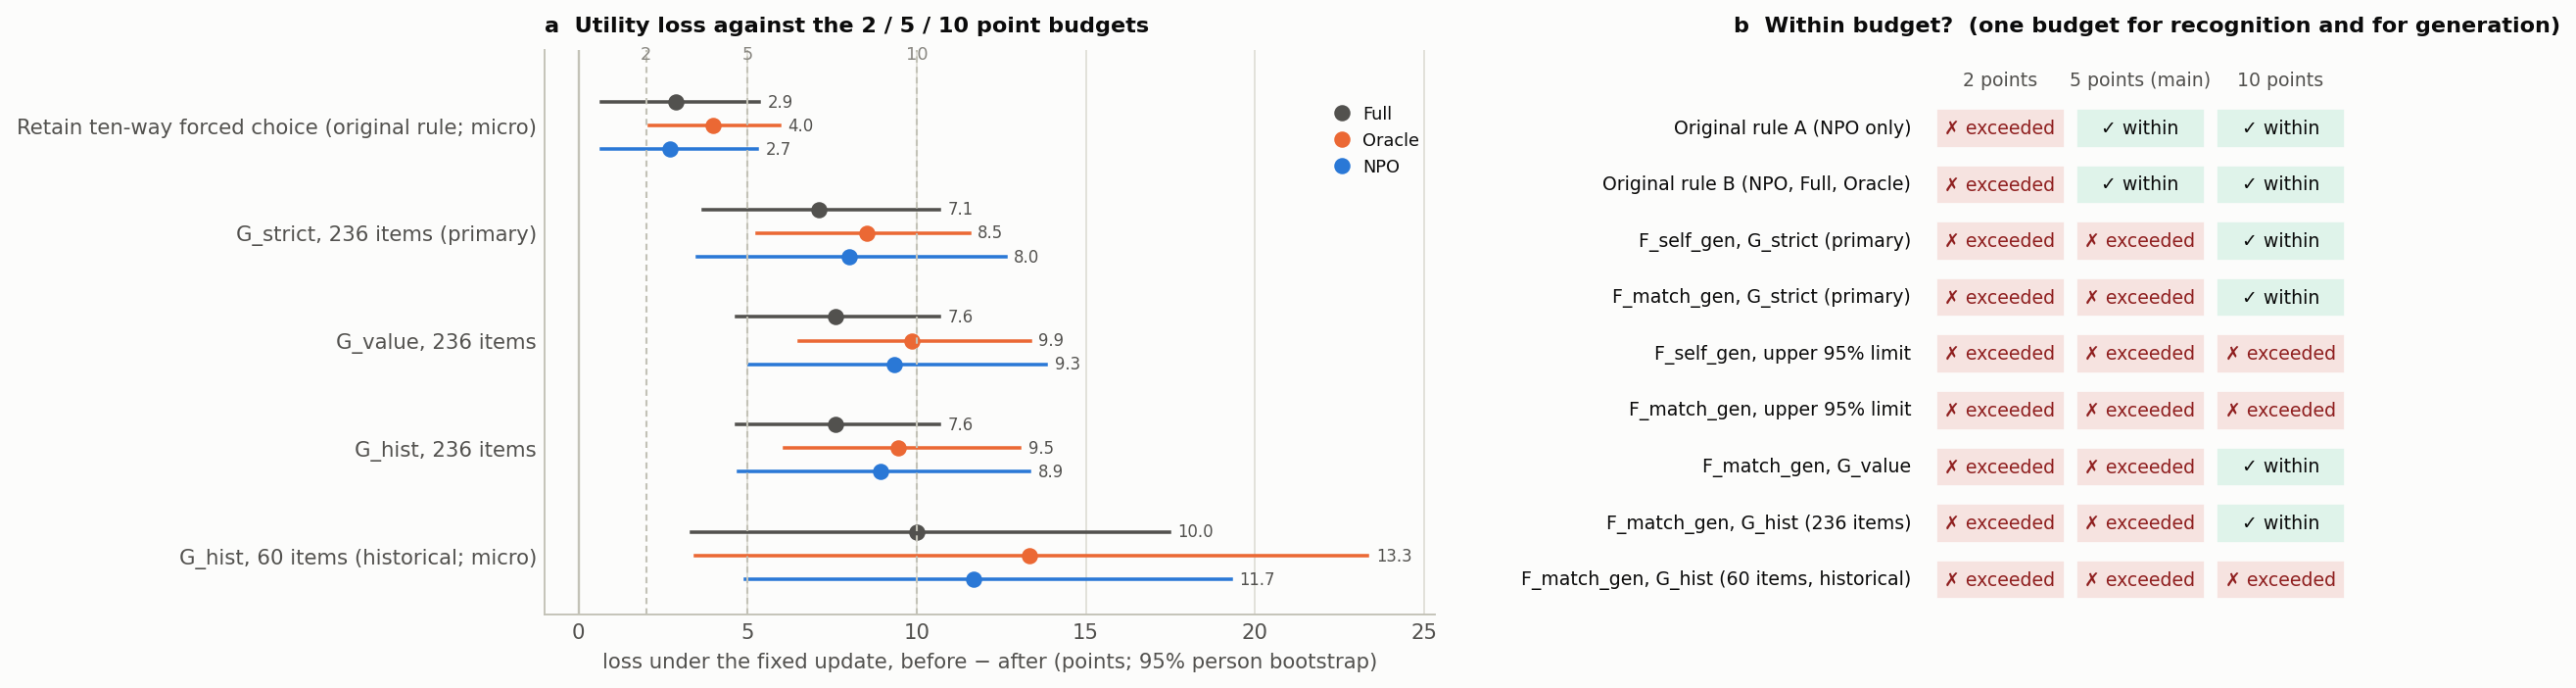 a  Utility loss against the 2 / 5 / 10 point budgets
2 5 10
Full
Oracle
NPO
Retain ten-way forced choice (original rule; micro)
2.9
4.0
2.7
G_strict, 236 items (primary)
7.1
8.5
8.0
G_value, 236 items
7.6
9.9
9.3
G_hist, 236 items
7.6
9.5
8.9
G_hist, 60 items (historical; micro)
10.0
13.3
11.7
0 5 10 15 20 25
loss under the fixed update, before − after (points; 95% person bootstrap)
b  Within budget?  (one budget for recognition and for generation)
2 points 5 points (main) 10 points
Original rule A (NPO only) ✗ exceeded ✓ within ✓ within
Original rule B (NPO, Full, Oracle) ✗ exceeded ✓ within ✓ within
F_self_gen, G_strict (primary) ✗ exceeded ✗ exceeded ✓ within
F_match_gen, G_strict (primary) ✗ exceeded ✗ exceeded ✓ within
F_self_gen, upper 95% limit ✗ exceeded ✗ exceeded ✗ exceeded
F_match_gen, upper 95% limit ✗ exceeded ✗ exceeded ✗ exceeded
F_match_gen, G_value ✗ exceeded ✗ exceeded ✓ within
F_match_gen, G_hist (236 items) ✗ exceeded ✗ exceeded ✓ within
F_match_gen, G_hist (60 items, historical) ✗ exceeded ✗ exceeded ✗ exceeded